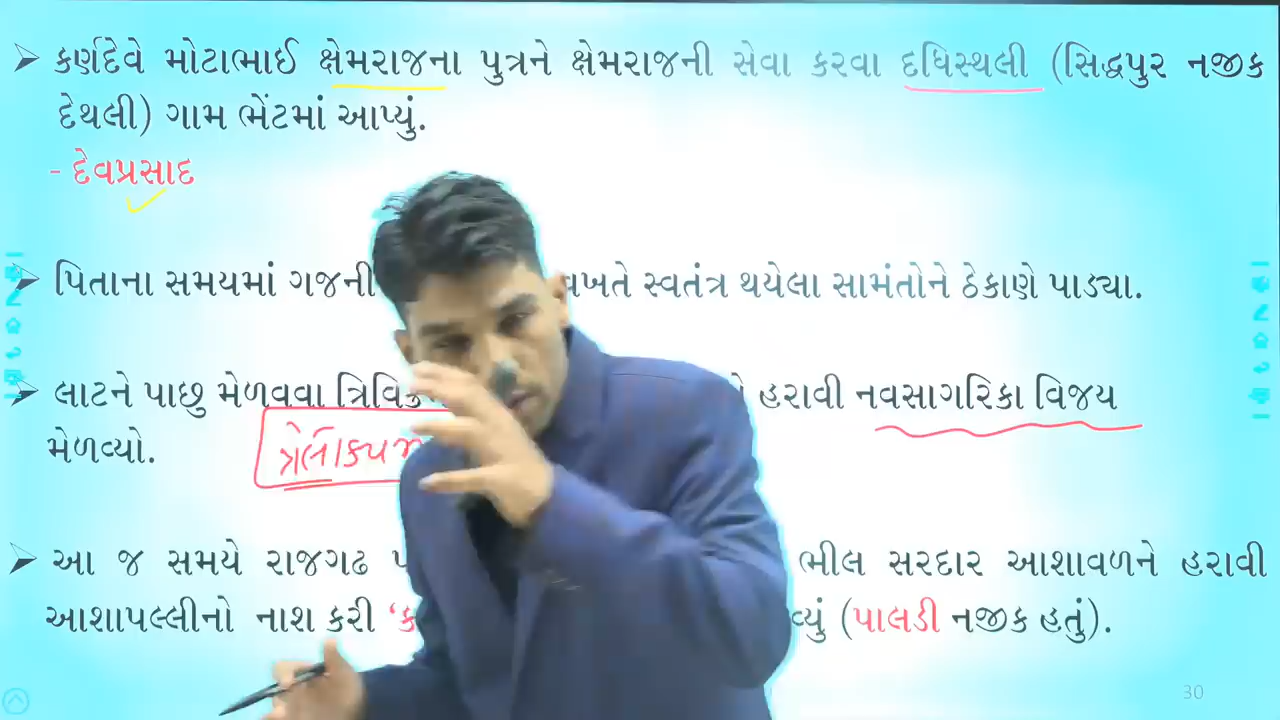 ➤ કર્ણદેવે મોટાભાઈ ક્ષેમરાજના પુત્રને ક્ષેમરાજની સેવા કરવા દધિસ્થલી (સિદ્ધપુર નજીક
દેથલી) ગામ ભેંટમાં આપ્યું.
- દેવપ્રસાદ
➤ પિતાના સમયમાં ગજની વખતે સ્વતંત્ર થયેલા સામંતોને ઠેકાણે પાડ્યા.
➤ લાટને પાછુ મેળવવા હરાવી નવસાગરિકા વિજય
મેળવ્યો.
➤ આ જ સમયે રાજગઢ ભીલ સરદાર આશાવળને હરાવી
આશાપલ્લીનો નાશ કરી (પાલડી નજીક હતું).
30